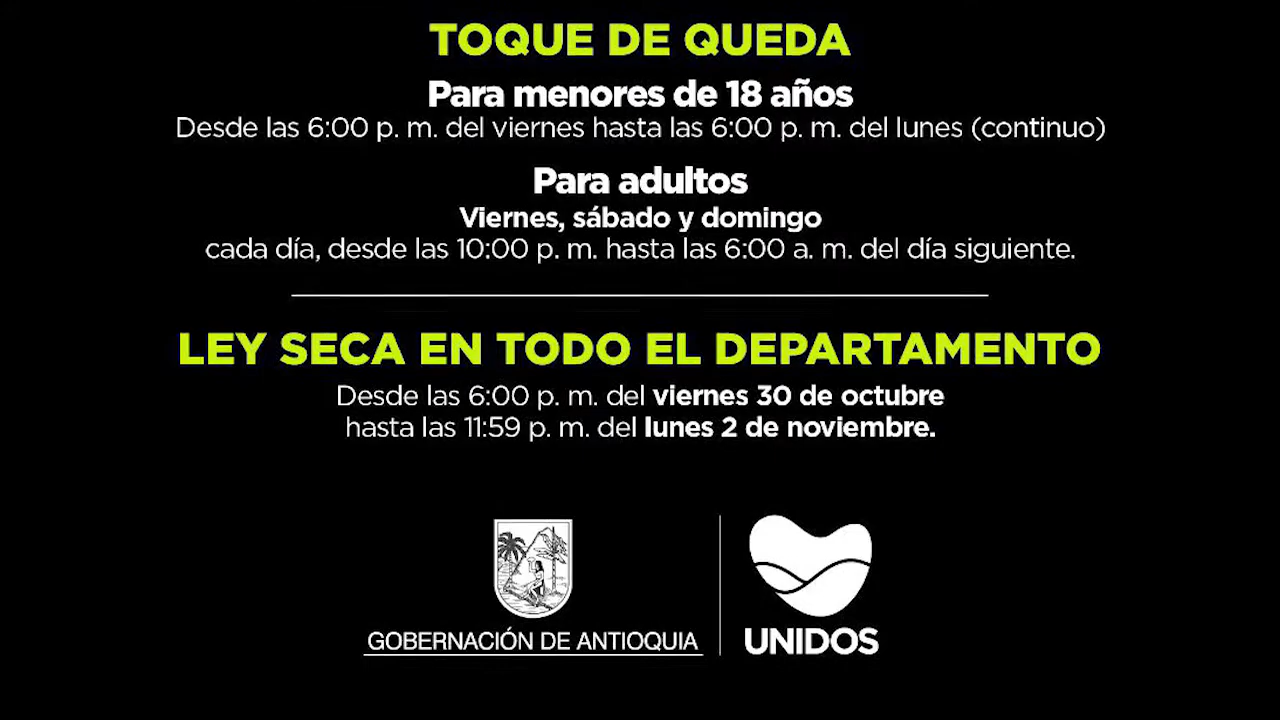 TOQUE DE QUEDA
Para menores de 18 años
Desde las 6:00 p. m. del viernes hasta las 6:00 p. m. del lunes (continuo)
Para adultos
Viernes, sábado y domingo
cada día, desde las 10:00 p. m. hasta las 6:00 a. m. del día siguiente.
LEY SECA EN TODO EL DEPARTAMENTO
Desde las 6:00 p. m. del viernes 30 de octubre
hasta las 11:59 p. m. del lunes 2 de noviembre.
GOBERNACIÓN DE ANTIOQUIA
UNIDOS